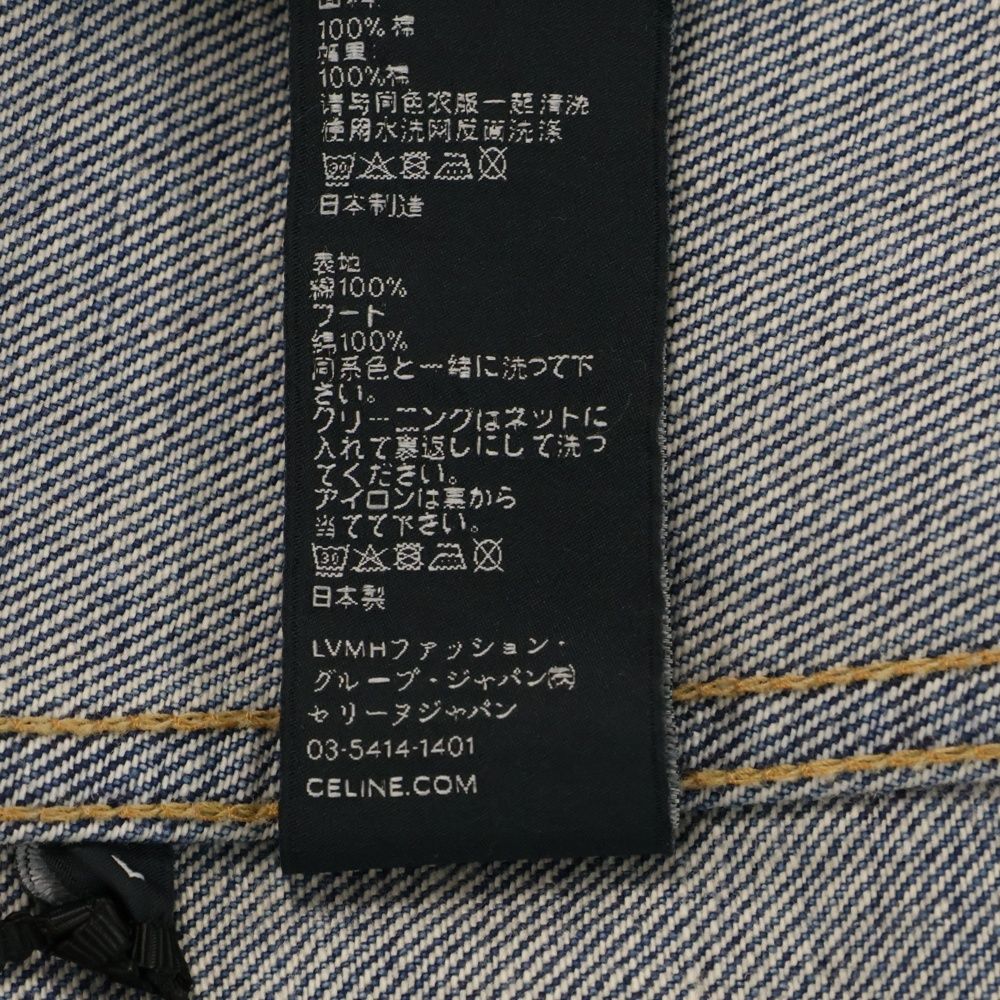 面料:
100% 棉
帽里:
100%棉
请与同色衣服一起清洗
使用水洗网反面洗涤
30
日本制造
表地
綿100%
フード
綿100%
同系色と一緒に洗つて下
さい。
クリーニングはネットに
入れて裏返しにして洗つ
てください。
アイロンは裏から
当てて下さい。
30
日本製
LVMHファッション・
グループ・ジャパン㈱
セリーヌジャパン
03-5414-1401
CELINE.COM